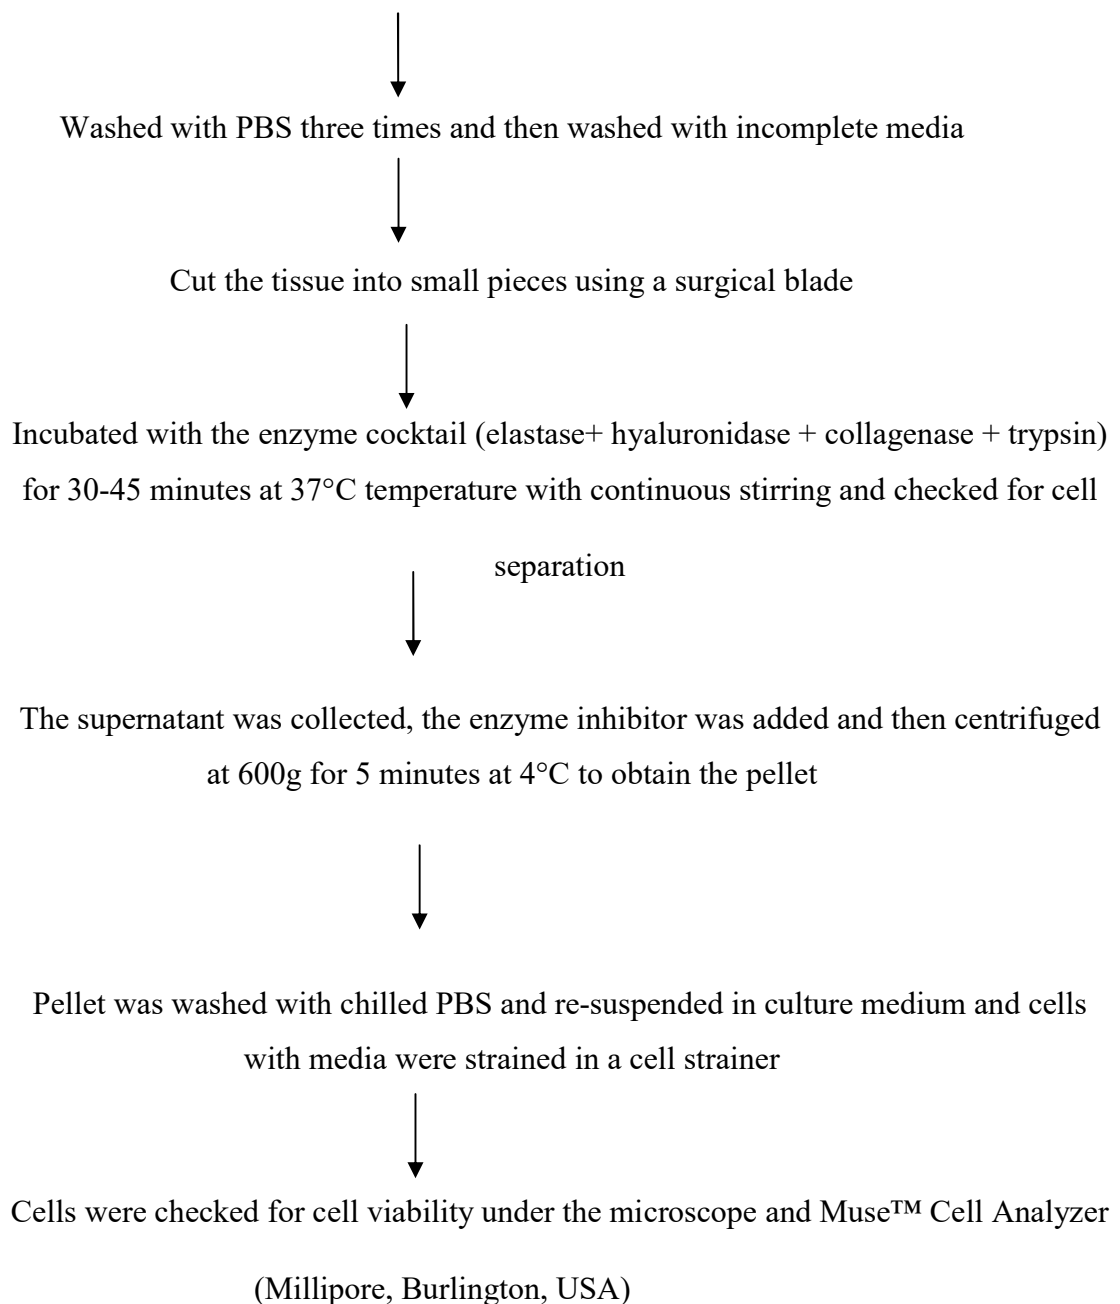 Washed with PBS three times and then washed with incomplete media
Cut the tissue into small pieces using a surgical blade
Incubated with the enzyme cocktail (elastase+ hyaluronidase + collagenase + trypsin)
for 30-45 minutes at 37°C temperature with continuous stirring and checked for cell
separation
The supernatant was collected, the enzyme inhibitor was added and then centrifuged
at 600g for 5 minutes at 4°C to obtain the pellet
Pellet was washed with chilled PBS and re-suspended in culture medium and cells
with media were strained in a cell strainer
Cells were checked for cell viability under the microscope and Muse™ Cell Analyzer
(Millipore, Burlington, USA)